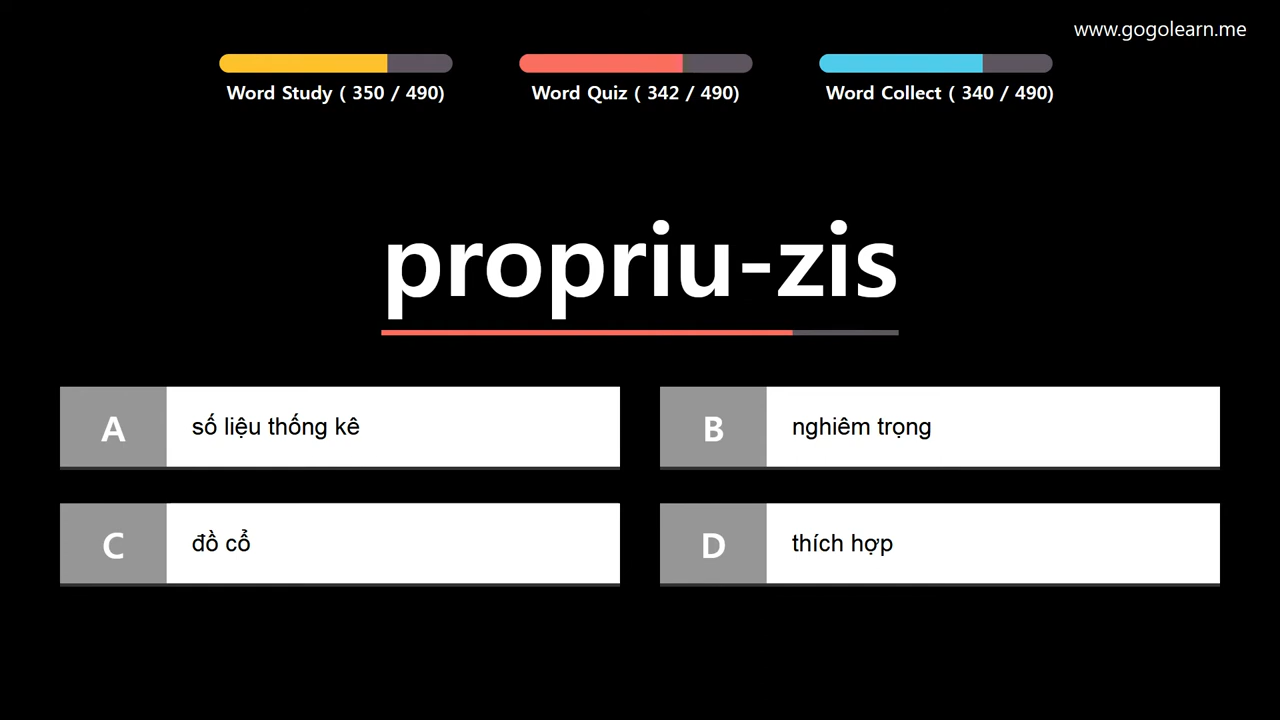 www.gogolearn.me
Word Study ( 350 / 490)
Word Quiz ( 342 / 490)
Word Collect ( 340 / 490)
propriu-zis
A
số liệu thống kê
B
nghiêm trọng
C
đồ cổ
D
thích hợp